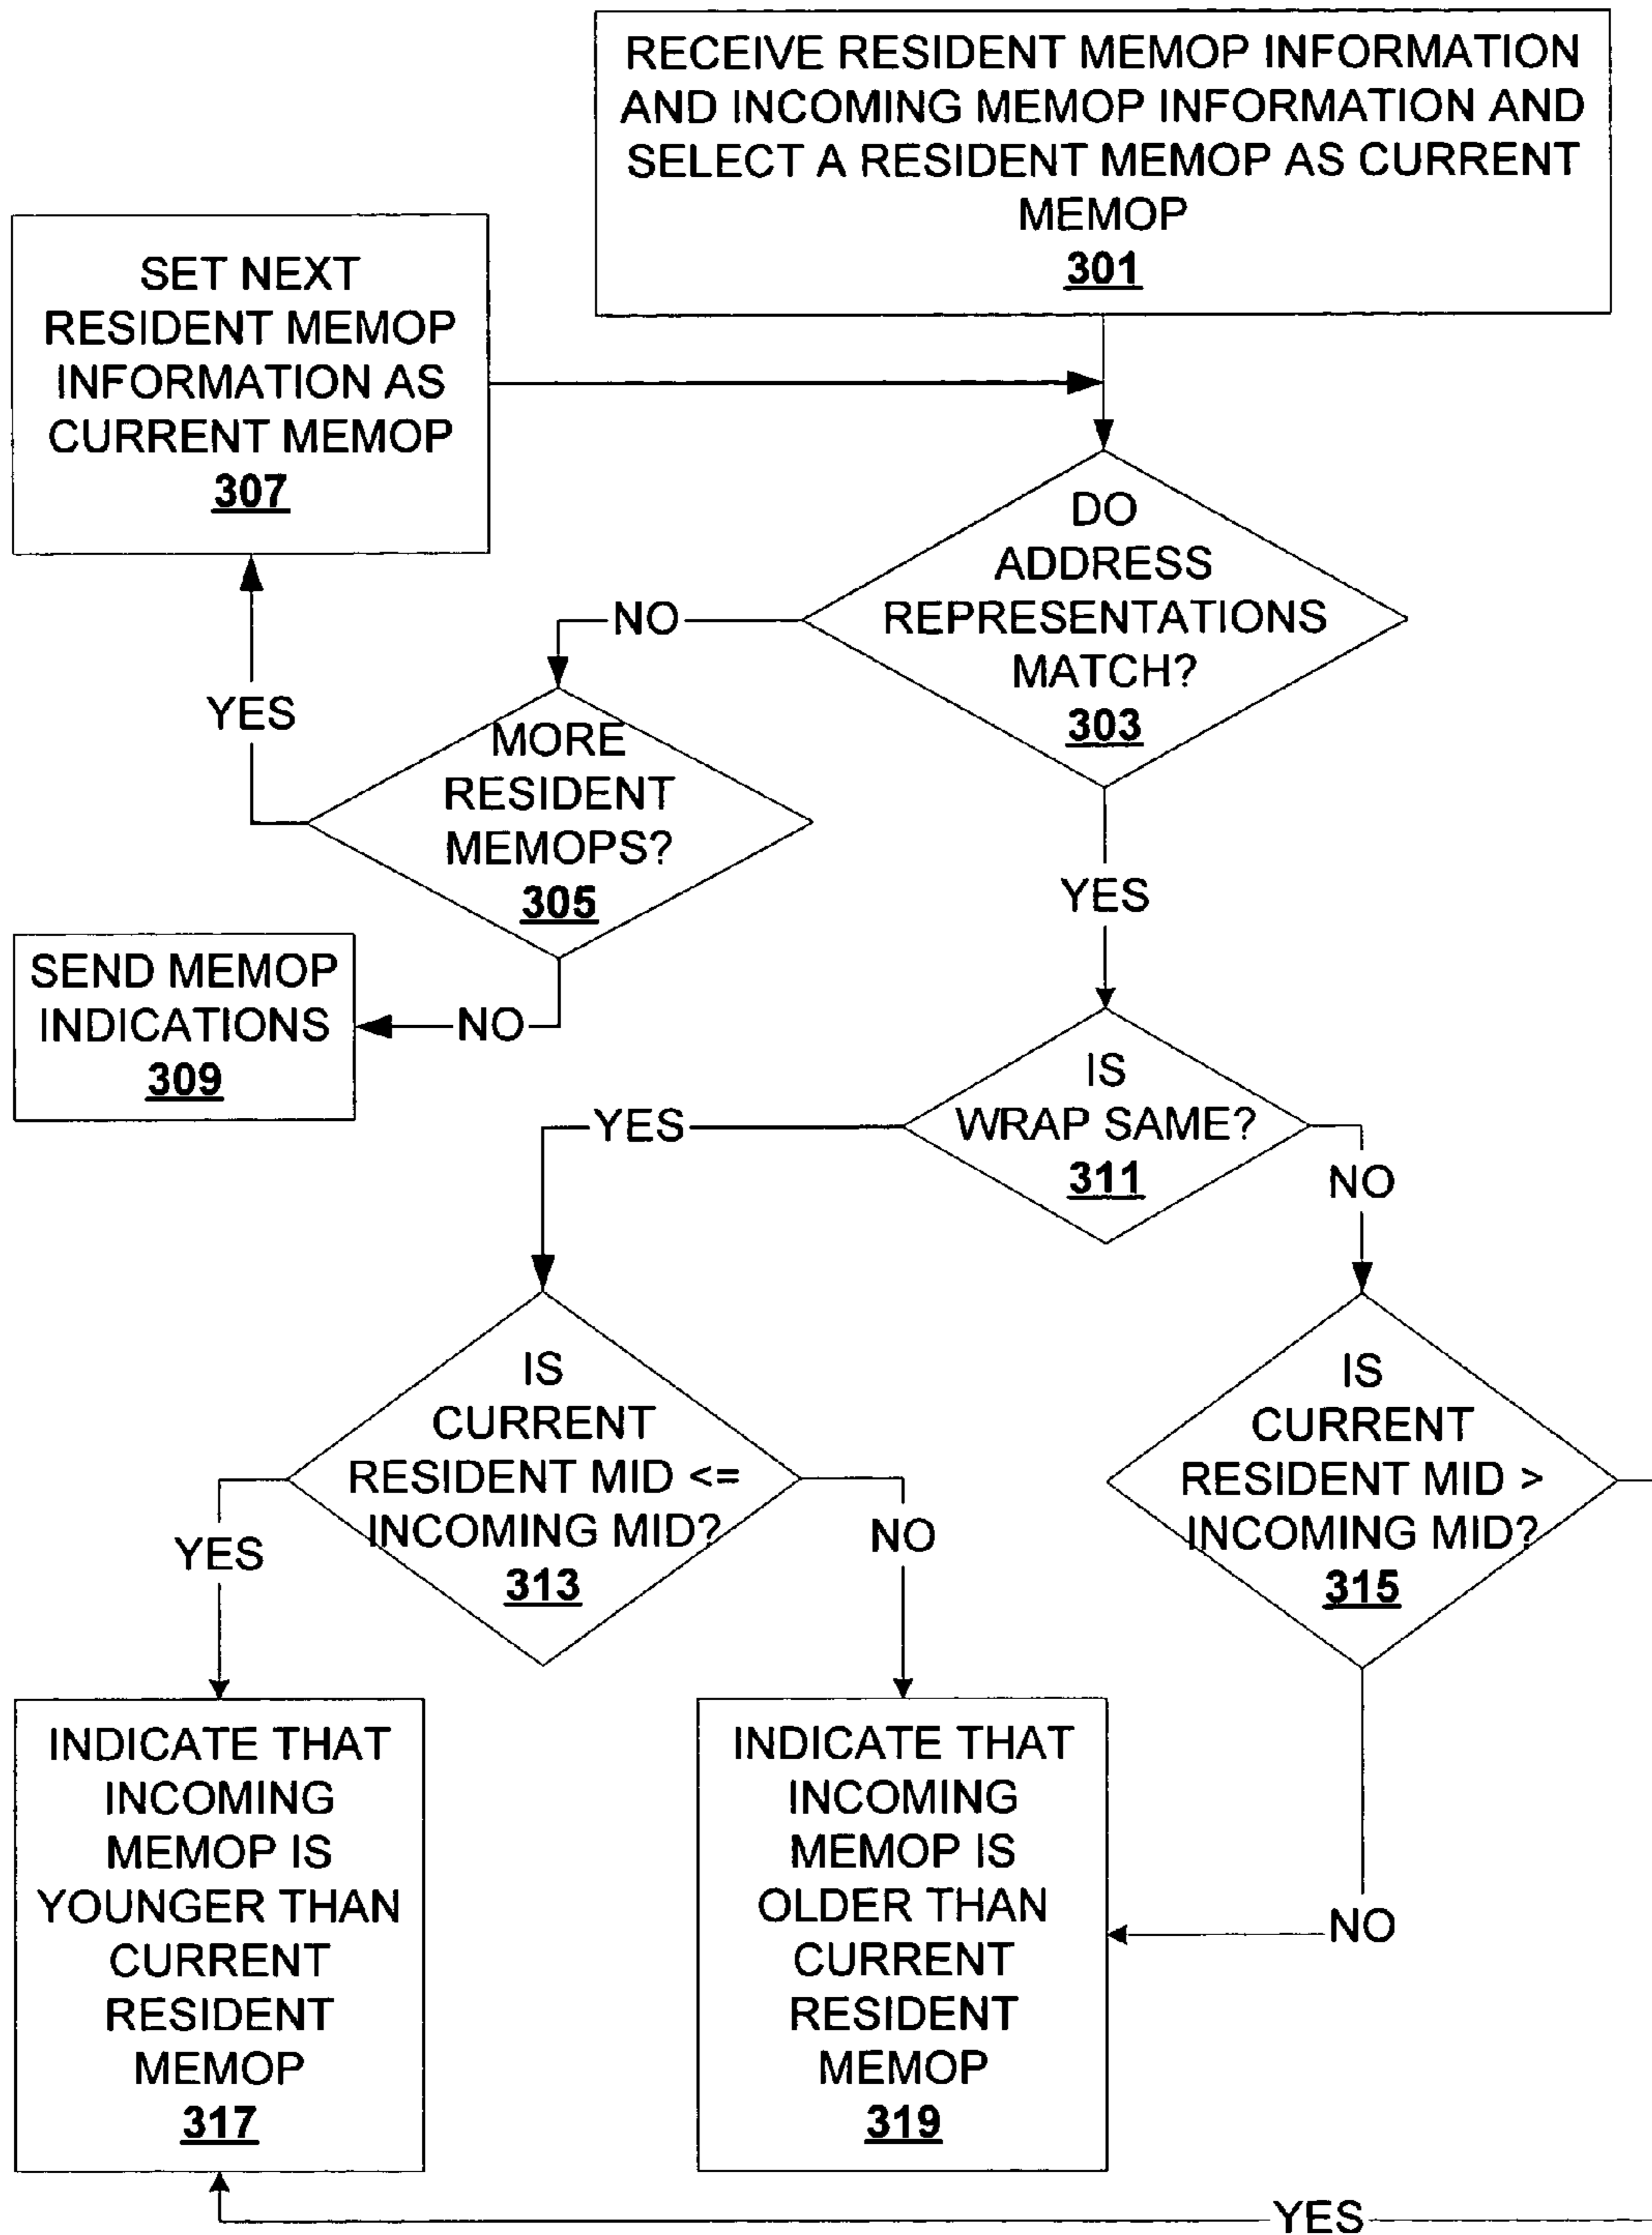 RECEIVE RESIDENT MEMOP INFORMATION
AND INCOMING MEMOP INFORMATION AND
SELECT A RESIDENT MEMOP AS CURRENT
MEMOP
301
SET NEXT
RESIDENT MEMOP
INFORMATION AS
CURRENT MEMOP
307
DO
ADDRESS
REPRESENTATIONS
MATCH?
303
NO
YES
MORE
RESIDENT
MEMOPS?
305
YES
SEND MEMOP
INDICATIONS
309
NO
IS
WRAP SAME?
311
YES
NO
IS
CURRENT
RESIDENT MID <=
INCOMING MID?
313
IS
CURRENT
RESIDENT MID >
INCOMING MID?
315
YES
NO
INDICATE THAT
INCOMING
MEMOP IS
YOUNGER THAN
CURRENT
RESIDENT
MEMOP
317
INDICATE THAT
INCOMING
MEMOP IS
OLDER THAN
CURRENT
RESIDENT
MEMOP
319
NO
YES